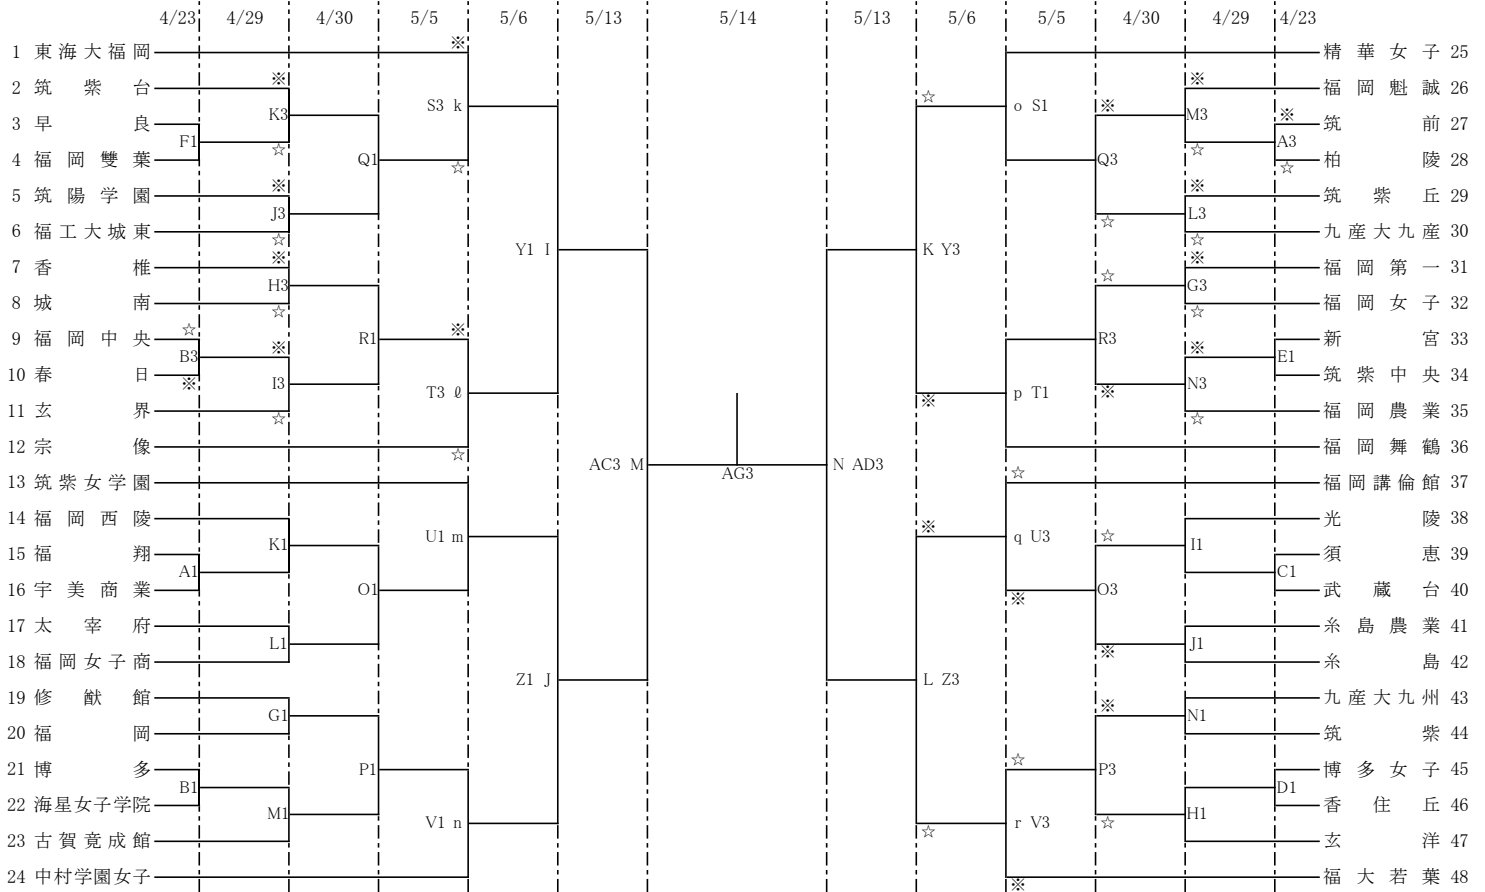 4/23 4/29 4/30 5/5 5/6 5/13 5/14 5/13 5/6 5/5 4/30 4/29 4/23
※
1 東海大福岡 精華女子 25
※ ※
2 筑紫台 福岡魁誠 26
☆
S3 k o S1
K3 ※ M3 ※
3 早良 筑前 27
F1 A3
☆ ☆
4 福岡雙葉 柏陵 28
Q1 ☆ Q3 ☆
※ ※
5 筑陽学園 筑紫丘 29
J3 ☆ L3
6 福工大城東 九産大九産 30
☆ ☆
Y1 I K Y3
※ ※
7 香椎 福岡第一 31
☆
H3 G3
8 城南 福岡女子 32
☆ ☆
☆ ※
9 福岡中央 新宮 33
R1 R3
※ ※
B3 E1
10 春日 筑紫中央 34
※ I3 ※ N3
T3 ℓ p T1
※
11 玄界 福岡農業 35
☆ ☆
12 宗像 福岡舞鶴 36
☆
AC3 M N AD3
AG3 ☆
13 筑紫女学園 福岡講倫館 37
14 福岡西陵 光陵 38
※
U1 m q U3 ☆
K1 I1
15 福翔 須恵 39
A1 C1
16 宇美商業 武蔵台 40
O1 O3
※
17 太宰府 糸島農業 41
L1 J1
※
18 福岡女子商 糸島 42
Z1 J L Z3
19 修猷館 九産大九州 43
※
G1 N1
20 福岡 筑紫 44
☆
21 博多 博多女子 45
P1 P3
B1 D1
22 海星女子学院 香住丘 46
M1 H1
V1 n r V3 ☆
☆
23 古賀竟成館 玄洋 47
24 中村学園女子 福大若葉 48
※